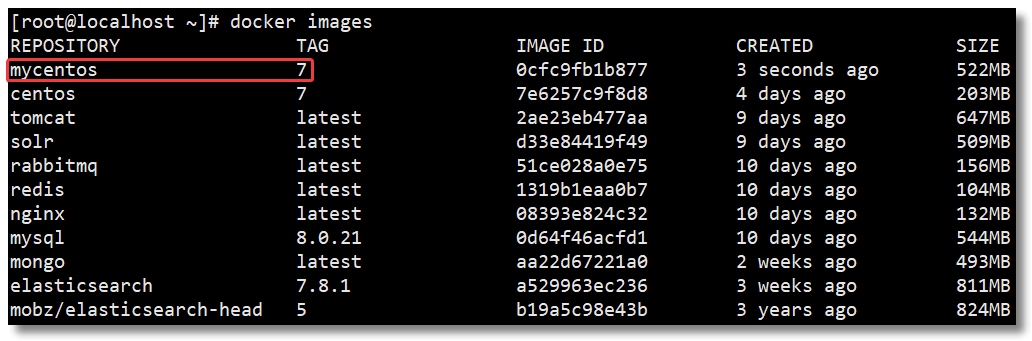 [root@localhost ~]# docker images
REPOSITORY TAG IMAGE ID CREATED SIZE
mycentos 7 0cfc9fb1b877 3 seconds ago 522MB
centos 7 7e6257c9f8d8 4 days ago 203MB
tomcat latest 2ae23eb477aa 9 days ago 647MB
solr latest d33e84419f49 9 days ago 509MB
rabbitmq latest 51ce028a0e75 10 days ago 156MB
redis latest 1319b1eaa0b7 10 days ago 104MB
nginx latest 08393e824c32 10 days ago 132MB
mysql 8.0.21 0d64f46acfd1 10 days ago 544MB
mongo latest aa22d67221a0 2 weeks ago 493MB
elasticsearch 7.8.1 a529963ec236 3 weeks ago 811MB
mobz/elasticsearch-head 5 b19a5c98e43b 3 years ago 824MB